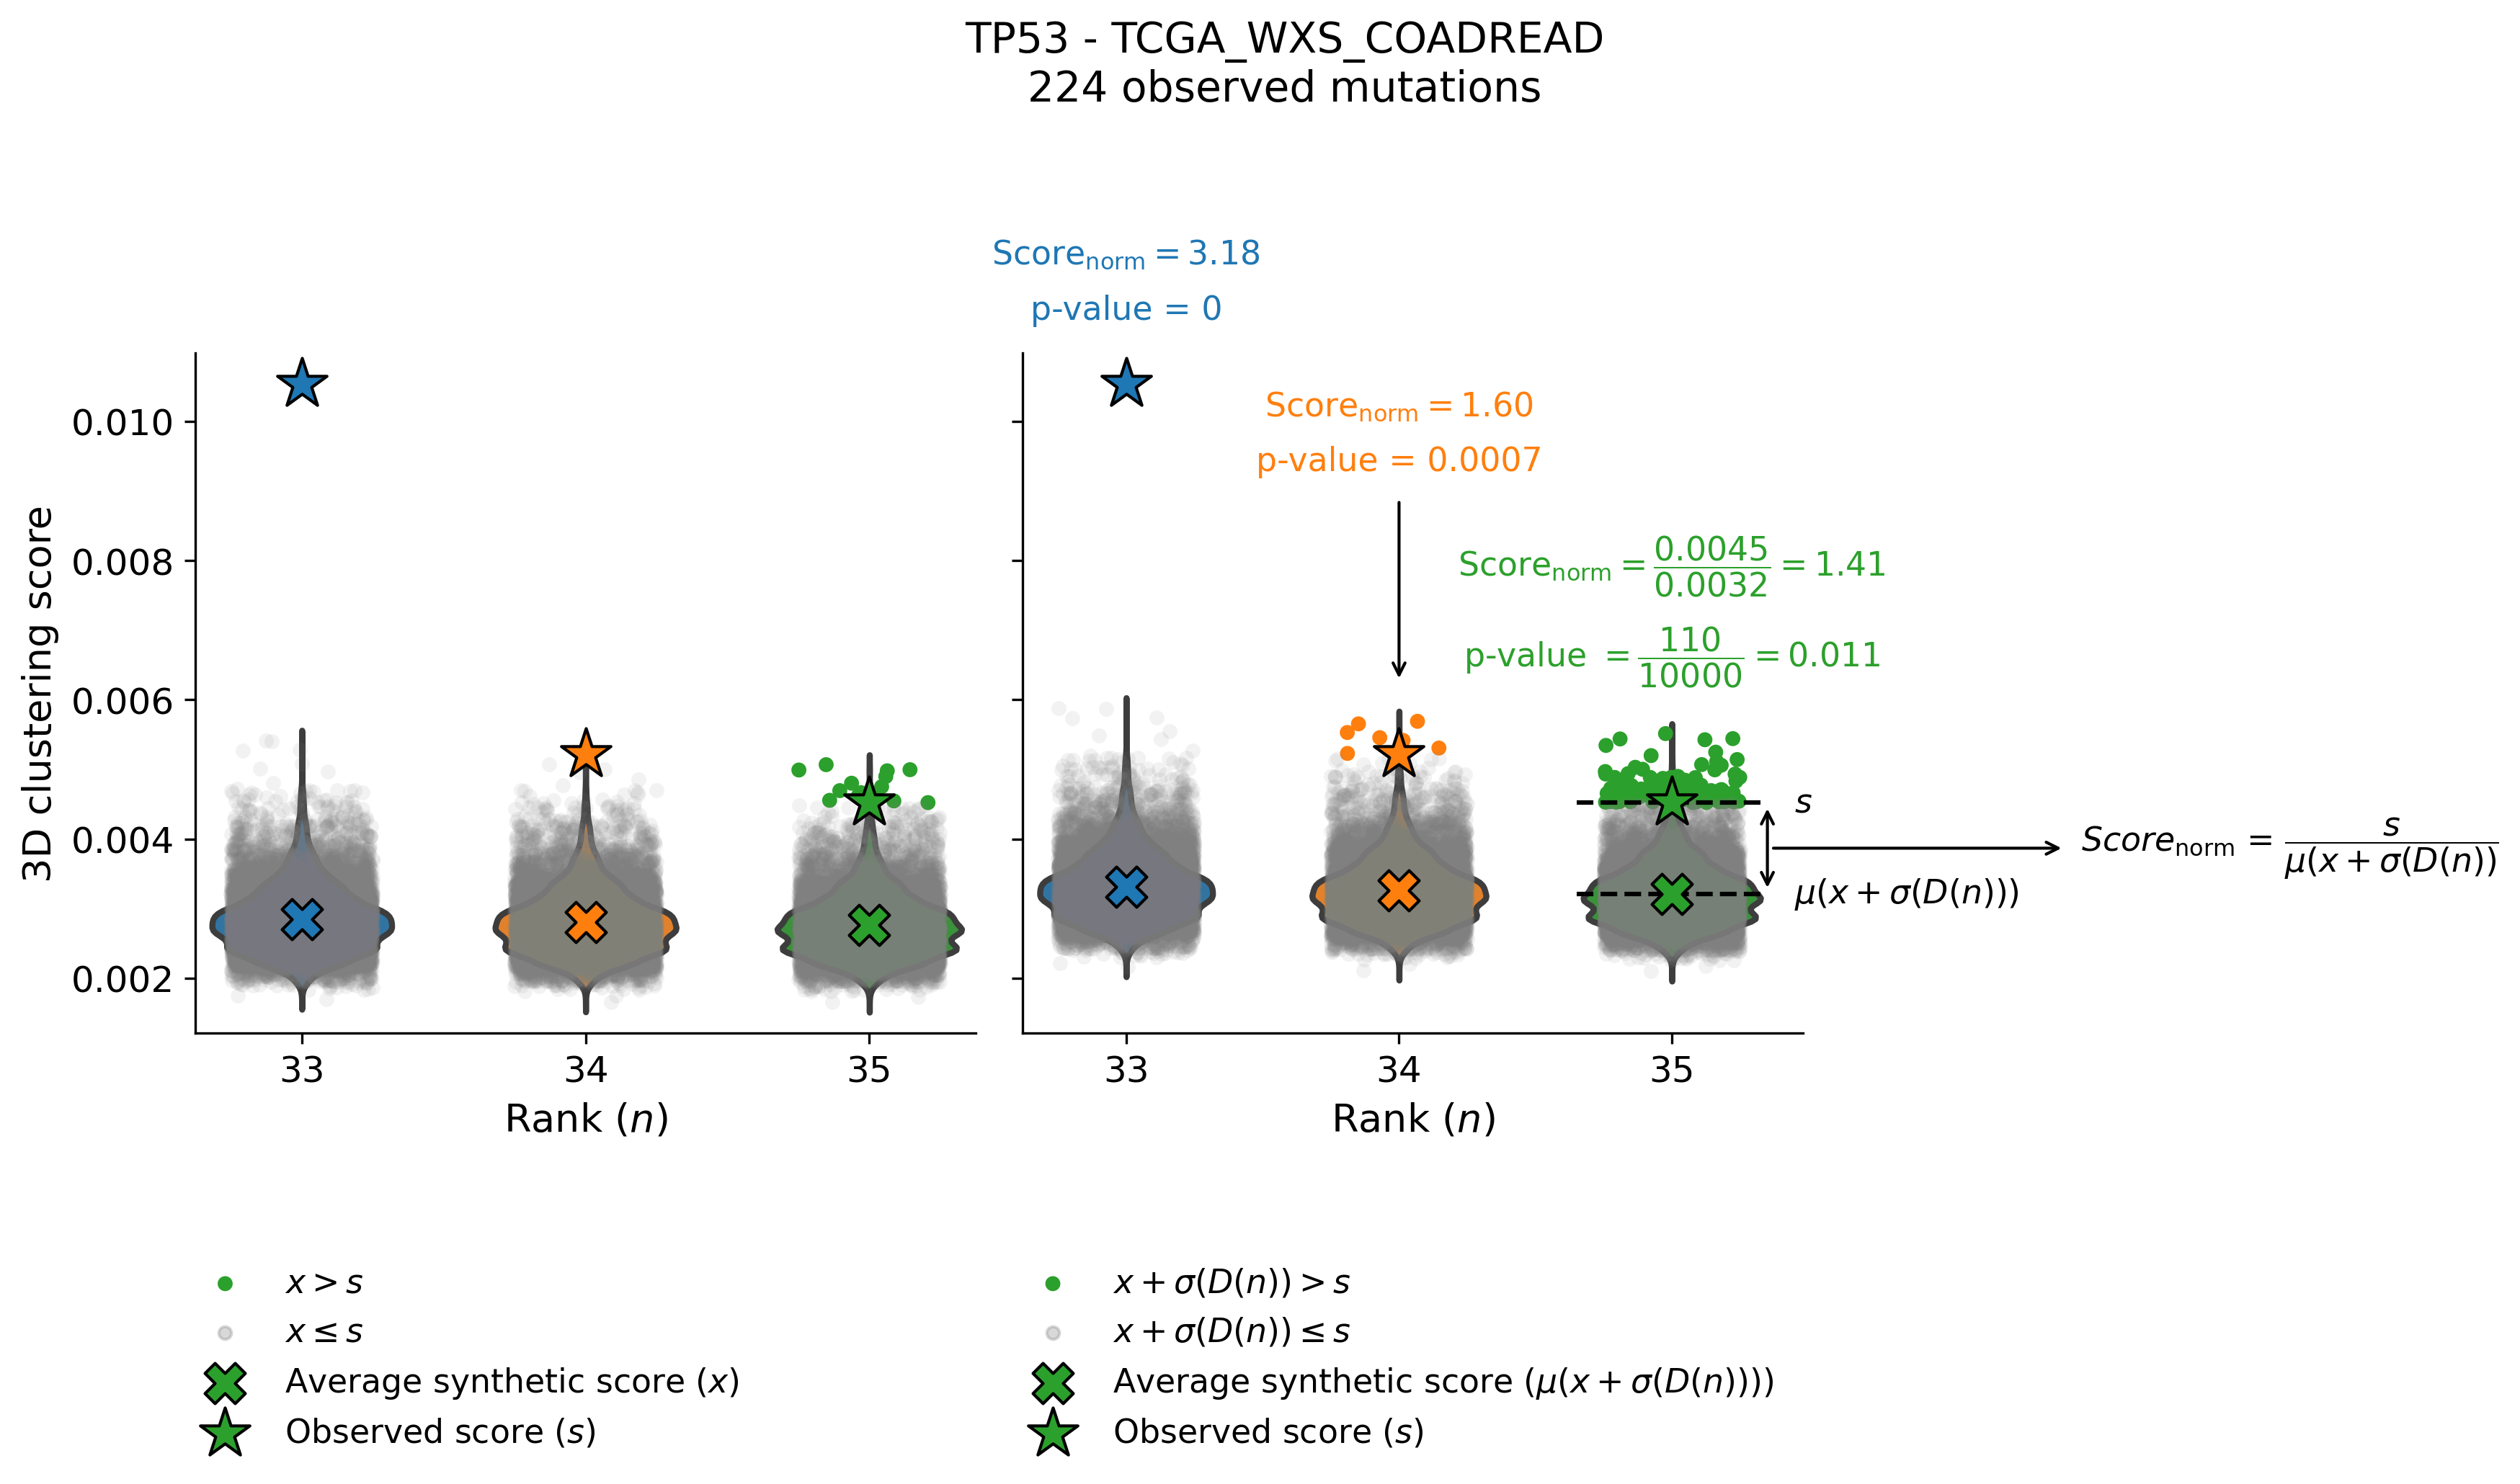 TP53 - TCGA_WXS_COADREAD
224 observed mutations
Score_norm = 3.18
p-value = 0
Score_norm = 1.60
p-value = 0.0007
Score_norm = 0.0045/0.0032 = 1.41
p-value = 110/10000 = 0.011
3D clustering score
0.010
0.008
0.006
0.004
0.002
33 34 35
Rank (n)
33 34 35
Rank (n)
s
μ(x + σ(D(n)))
Score_norm = s/μ(x + σ(D(n))
x > s
x ≤ s
Average synthetic score (x)
Observed score (s)
x + σ(D(n)) > s
x + σ(D(n)) ≤ s
Average synthetic score (μ(x + σ(D(n))))
Observed score (s)